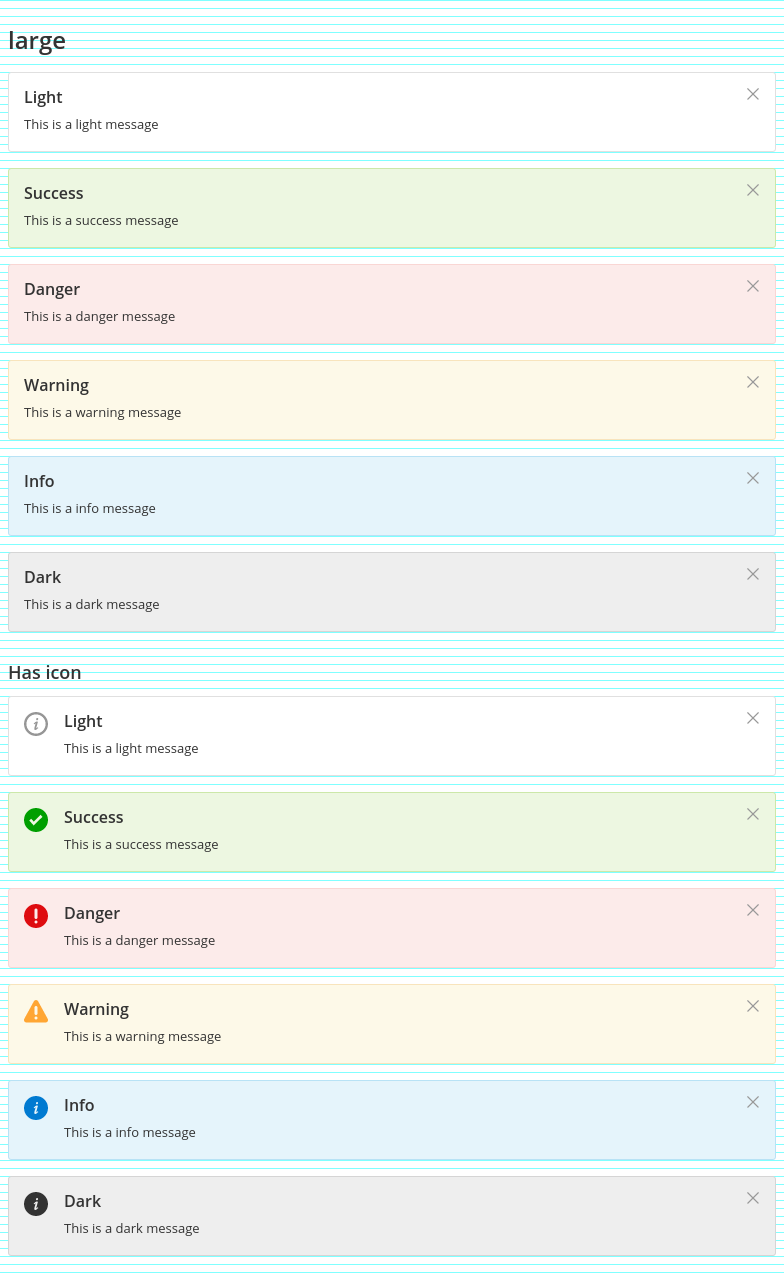 large
Light
This is a light message
Success
This is a success message
Danger
This is a danger message
Warning
This is a warning message
Info
This is a info message
Dark
This is a dark message
Has icon
Light
This is a light message
Success
This is a success message
Danger
This is a danger message
Warning
This is a warning message
Info
This is a info message
Dark
This is a dark message